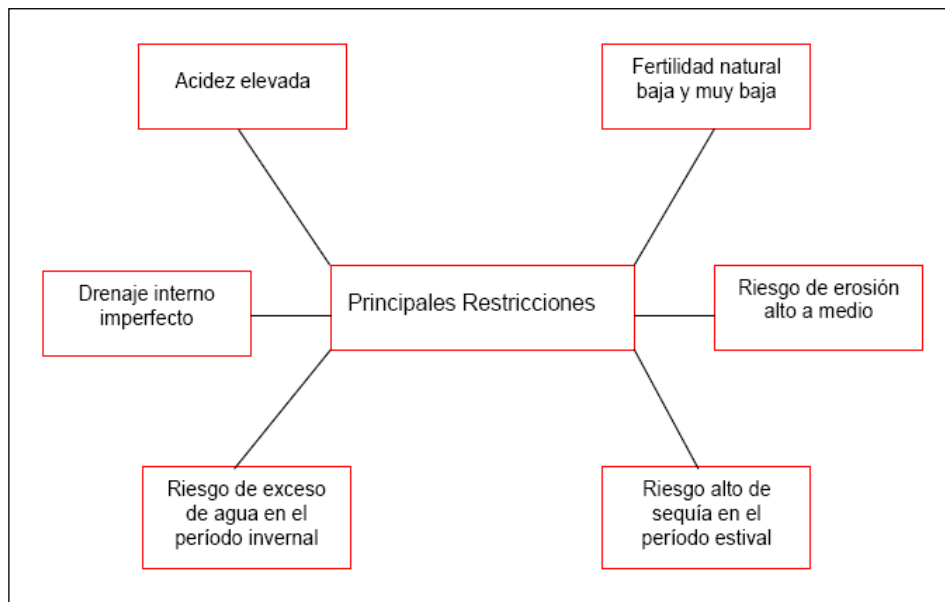 Acidez elevada
Fertilidad natural
baja y muy baja
Drenaje interno
imperfecto
Principales Restricciones
Riesgo de erosión
alto a medio
Riesgo de exceso
de agua en el
período invernal
Riesgo alto de
sequía en el
período estival